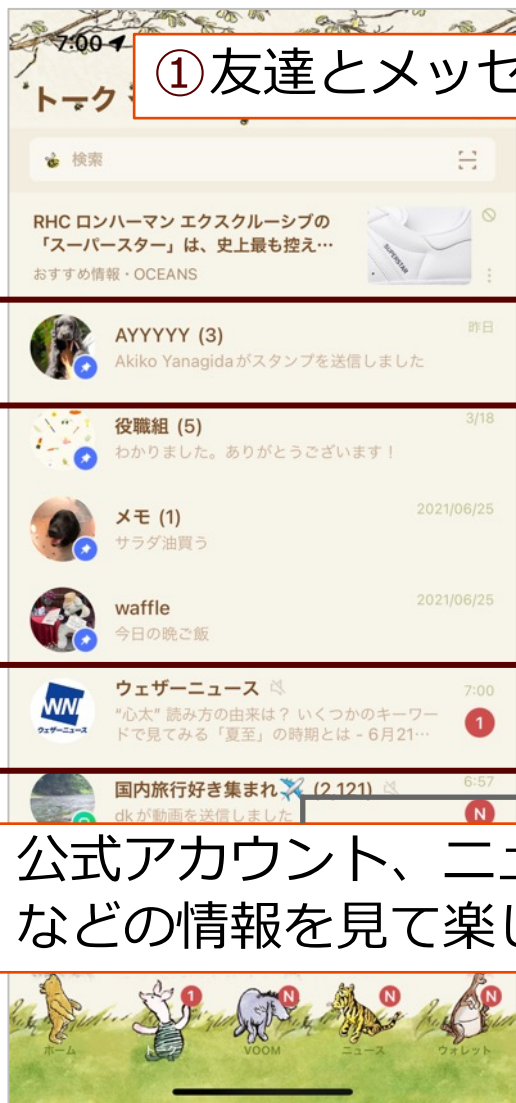 7:00
①友達とメッセ
トーク
検索
RHC ロンハーマン エクスクルーシブの
「スーパースター」は、史上最も控え…
おすすめ情報・OCEANS
SUPERSTAR
AYYYYY (3)
昨日
Akiko Yanagidaがスタンプを送信しました
役職組 (5)
3/18
わかりました。ありがとうございます！
メモ (1)
2021/06/25
サラダ油買う
waffle
2021/06/25
今日の晩ご飯
WNI
ウェザーニュース
ウェザーニュース
7:00
“心太” 読み方の由来は？ いくつかのキーワー
ドで見てみる「夏至」の時期とは - 6月21…
1
国内旅行好き集まれ✈️ (2,121)
6:57
dkが動画を送信しました
N
公式アカウント、ニュ
などの情報を見て楽し
1
N
N
N
ホーム
VOOM
ニュース
ウォレット